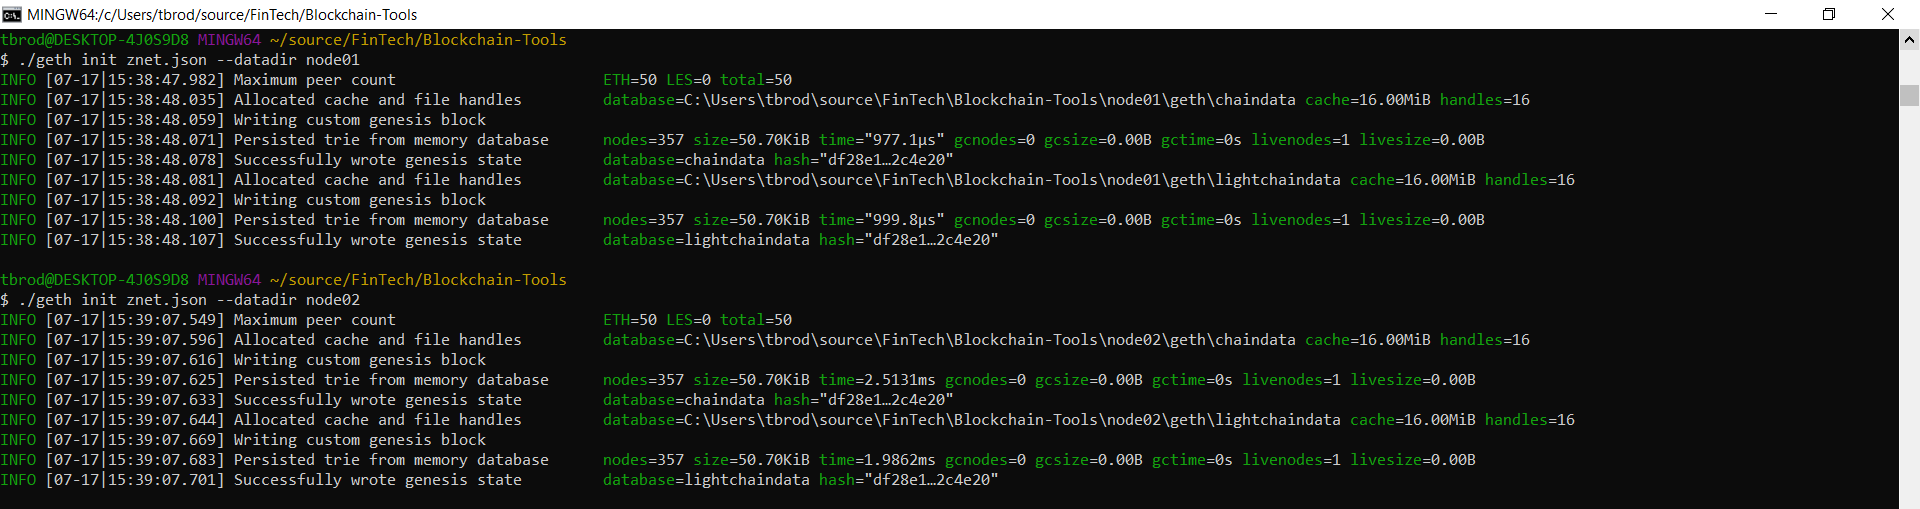 MINGW64:/c/Users/tbrod/source/FinTech/Blockchain-Tools
tbrod@DESKTOP-4J0S9D8 MINGW64 ~/source/FinTech/Blockchain-Tools
$ ./geth init znet.json --datadir node01
INFO [07-17|15:38:47.982] Maximum peer count                       ETH=50 LES=0 total=50
INFO [07-17|15:38:48.035] Allocated cache and file handles         database=C:\Users\tbrod\source\FinTech\Blockchain-Tools\node01\geth\chaindata cache=16.00MiB handles=16
INFO [07-17|15:38:48.059] Writing custom genesis block
INFO [07-17|15:38:48.071] Persisted trie from memory database      nodes=357 size=50.70KiB time="977.1µs" gcnodes=0 gcsize=0.00B gctime=0s livenodes=1 livesize=0.00B
INFO [07-17|15:38:48.078] Successfully wrote genesis state         database=chaindata hash="df28e1…2c4e20"
INFO [07-17|15:38:48.081] Allocated cache and file handles         database=C:\Users\tbrod\source\FinTech\Blockchain-Tools\node01\geth\lightchaindata cache=16.00MiB handles=16
INFO [07-17|15:38:48.092] Writing custom genesis block
INFO [07-17|15:38:48.100] Persisted trie from memory database      nodes=357 size=50.70KiB time="999.8µs" gcnodes=0 gcsize=0.00B gctime=0s livenodes=1 livesize=0.00B
INFO [07-17|15:38:48.107] Successfully wrote genesis state         database=lightchaindata hash="df28e1…2c4e20"
tbrod@DESKTOP-4J0S9D8 MINGW64 ~/source/FinTech/Blockchain-Tools
$ ./geth init znet.json --datadir node02
INFO [07-17|15:39:07.549] Maximum peer count                       ETH=50 LES=0 total=50
INFO [07-17|15:39:07.596] Allocated cache and file handles         database=C:\Users\tbrod\source\FinTech\Blockchain-Tools\node02\geth\chaindata cache=16.00MiB handles=16
INFO [07-17|15:39:07.616] Writing custom genesis block
INFO [07-17|15:39:07.625] Persisted trie from memory database      nodes=357 size=50.70KiB time=2.5131ms gcnodes=0 gcsize=0.00B gctime=0s livenodes=1 livesize=0.00B
INFO [07-17|15:39:07.633] Successfully wrote genesis state         database=chaindata hash="df28e1…2c4e20"
INFO [07-17|15:39:07.644] Allocated cache and file handles         database=C:\Users\tbrod\source\FinTech\Blockchain-Tools\node02\geth\lightchaindata cache=16.00MiB handles=16
INFO [07-17|15:39:07.669] Writing custom genesis block
INFO [07-17|15:39:07.683] Persisted trie from memory database      nodes=357 size=50.70KiB time=1.9862ms gcnodes=0 gcsize=0.00B gctime=0s livenodes=1 livesize=0.00B
INFO [07-17|15:39:07.701] Successfully wrote genesis state         database=lightchaindata hash="df28e1…2c4e20"